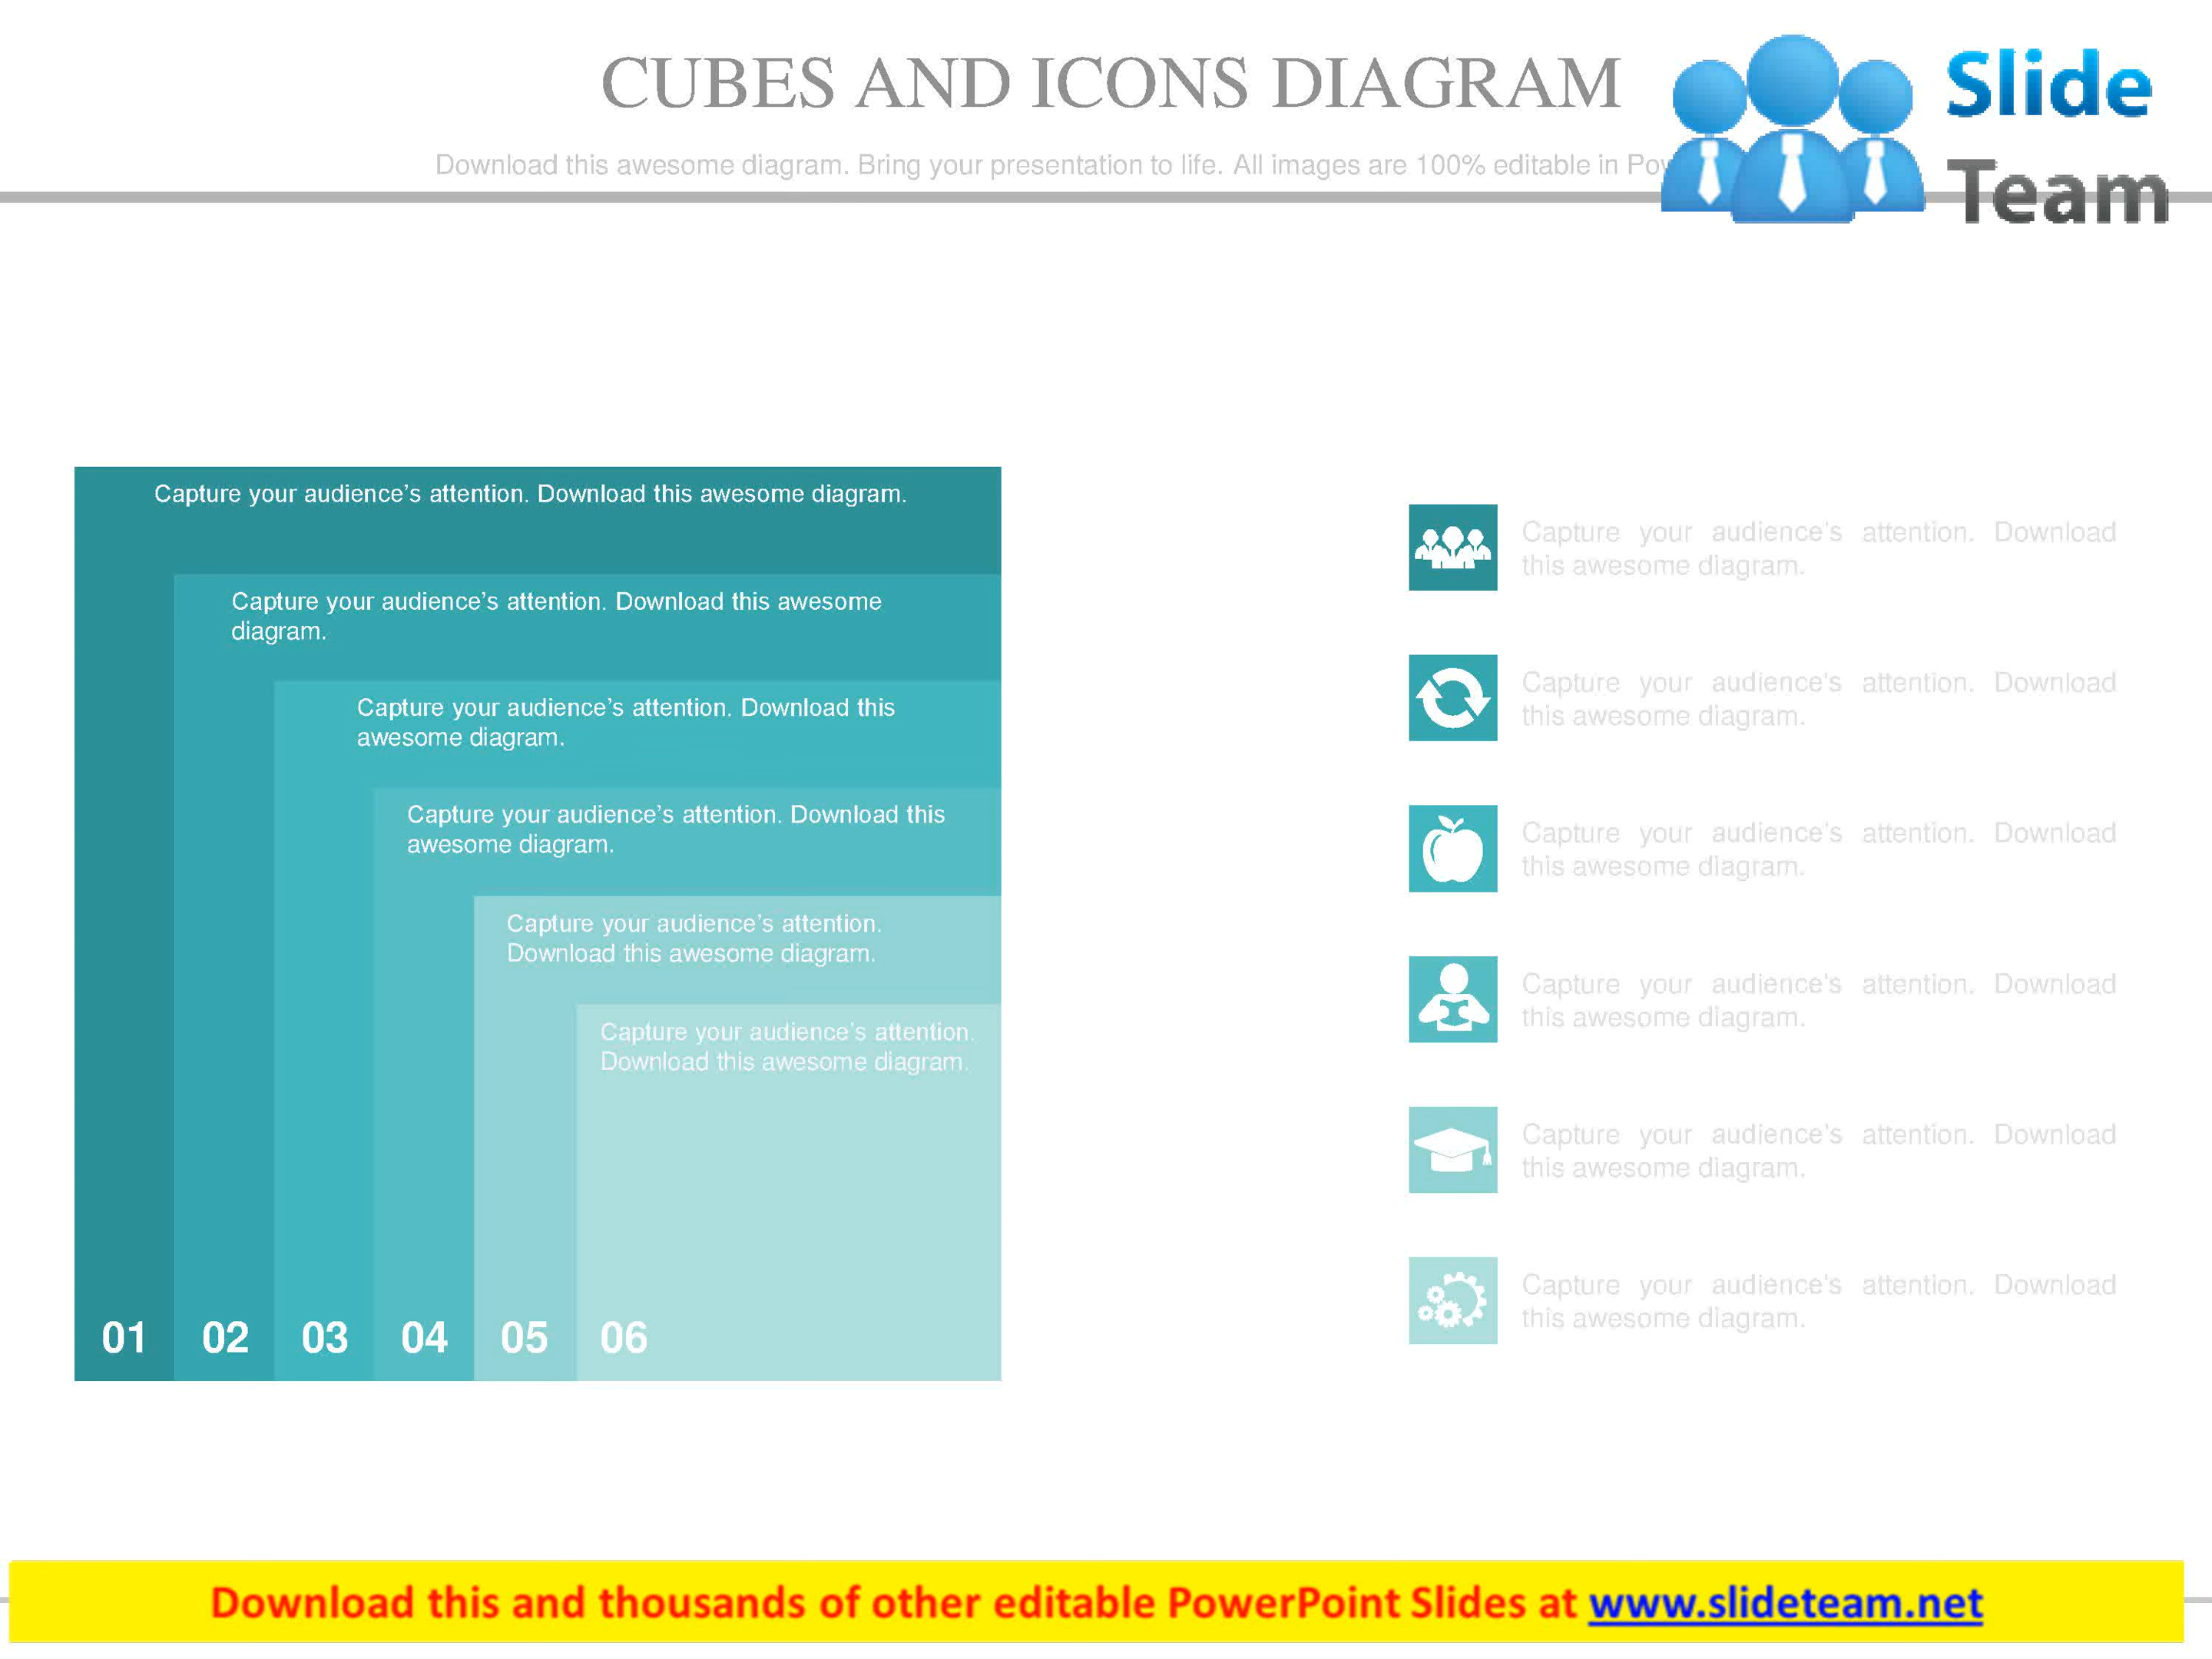 CUBES AND ICONS DIAGRAM
Slide
Team
Download this awesome diagram. Bring your presentation to life. All images are 100% editable in
Capture your audience’s attention. Download this awesome diagram.
Capture your audience’s attention. Download this awesome
diagram.
Capture your audience’s attention. Download this
awesome diagram.
Capture your audience’s attention. Download this
awesome diagram.
Capture your audience’s attention.
Download this awesome diagram.
Capture your audience’s attention.
Download this awesome diagram.
01 02 03 04 05 06
Capture your audience's attention. Download
this awesome diagram.
Capture your audience's attention. Download
this awesome diagram.
Capture your audience's attention. Download
this awesome diagram.
Capture your audience's attention. Download
this awesome diagram.
Capture your audience's attention. Download
this awesome diagram.
Capture your audience's attention. Download
this awesome diagram.
Download this and thousands of other editable PowerPoint Slides at www.slideteam.net